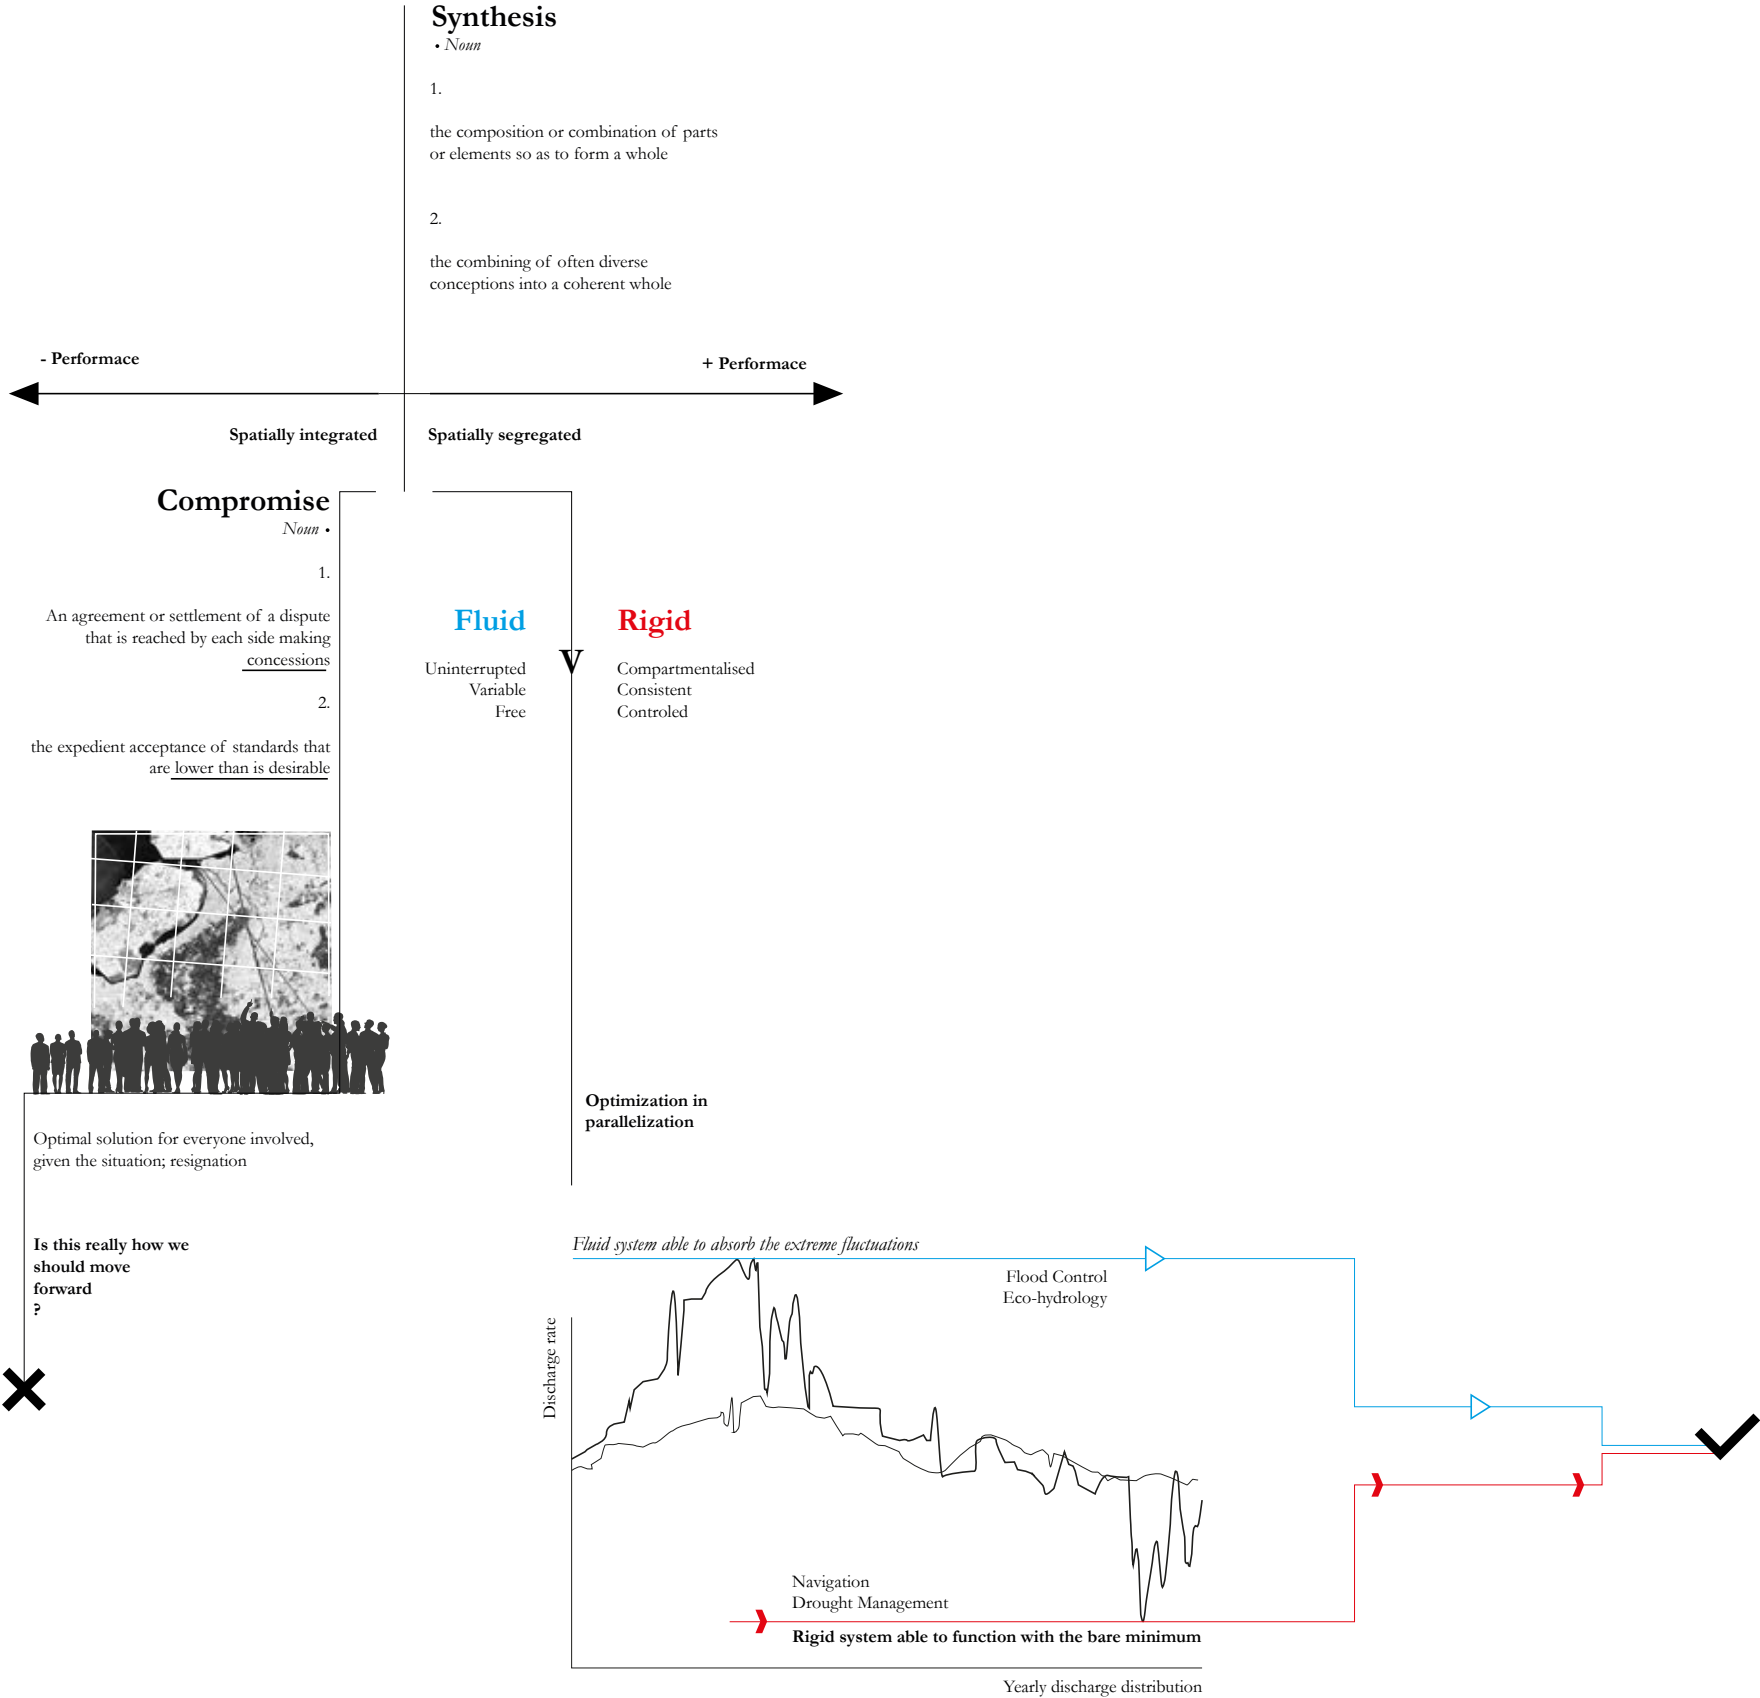 Synthesis
• Noun
1.
the composition or combination of parts
or elements so as to form a whole
2.
the combining of often diverse
conceptions into a coherent whole
- Performace
+ Performace
Spatially integrated
Spatially segregated
Compromise
Noun •
1.
An agreement or settlement of a dispute
that is reached by each side making
concessions
2.
the expedient acceptance of standards that
are lower than is desirable
Fluid
Uninterrupted
Variable
Free
V
Rigid
Compartmentalised
Consistent
Controled
Optimal solution for everyone involved,
given the situation; resignation
Is this really how we
should move
forward
?
Optimization in
parallelization
Fluid system able to absorb the extreme fluctuations
Flood Control
Eco-hydrology
Discharge rate
Navigation
Drought Management
Rigid system able to function with the bare minimum
Yearly discharge distribution